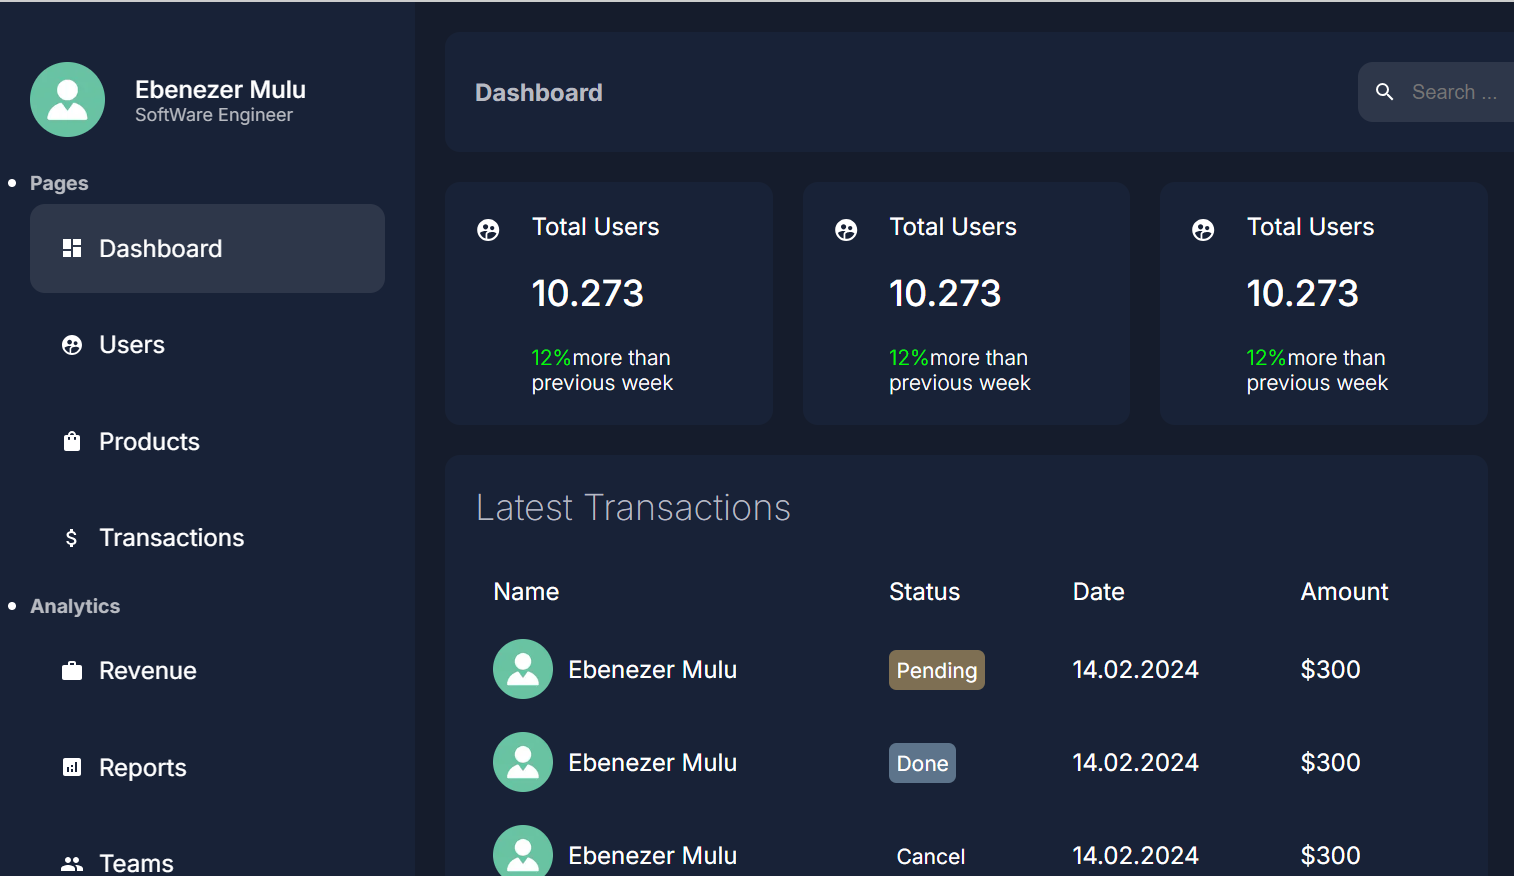 Ebenezer Mulu
SoftWare Engineer
Pages
Dashboard
Users
Products
Transactions
Analytics
Revenue
Reports
Teams
Dashboard
Search ...
Total Users
10.273
12%more than
previous week
Total Users
10.273
12%more than
previous week
Total Users
10.273
12%more than
previous week
Latest Transactions
Name Status Date Amount
Ebenezer Mulu Pending 14.02.2024 $300
Ebenezer Mulu Done 14.02.2024 $300
Ebenezer Mulu Cancel 14.02.2024 $300